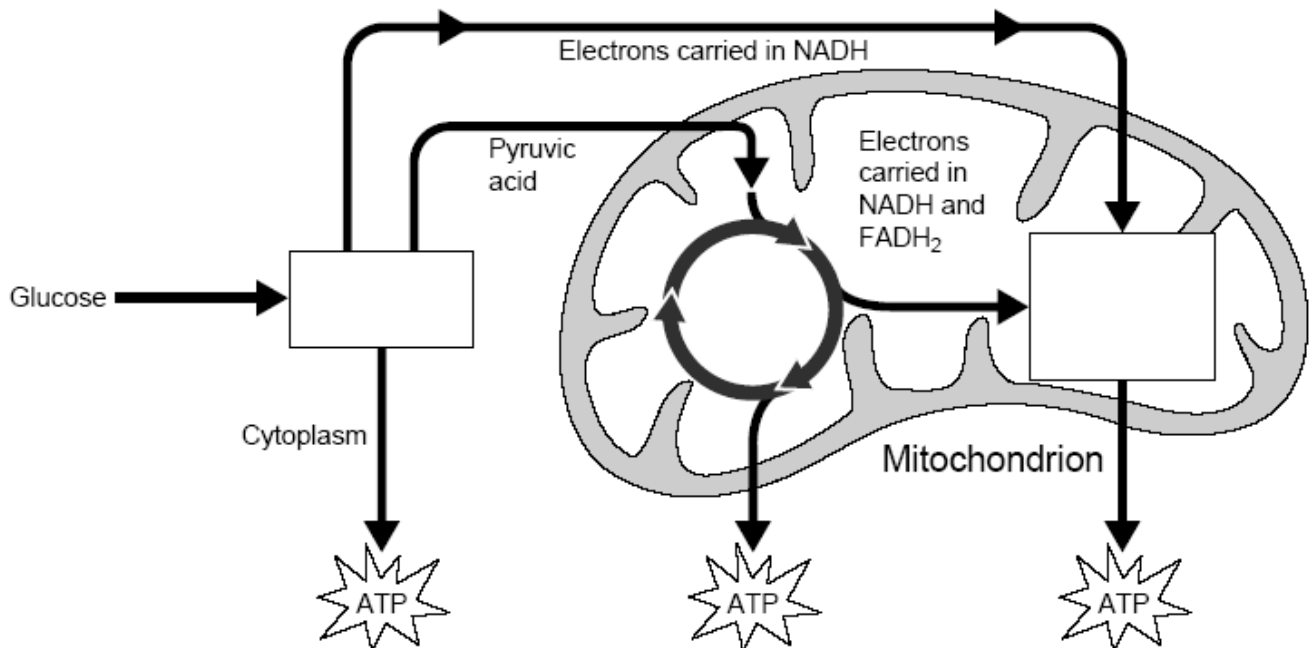 Electrons carried in NADH
Pyruvic
acid
Electrons
carried in
NADH and
FADH₂
Glucose
Cytoplasm
Mitochondrion
ATP
ATP
ATP